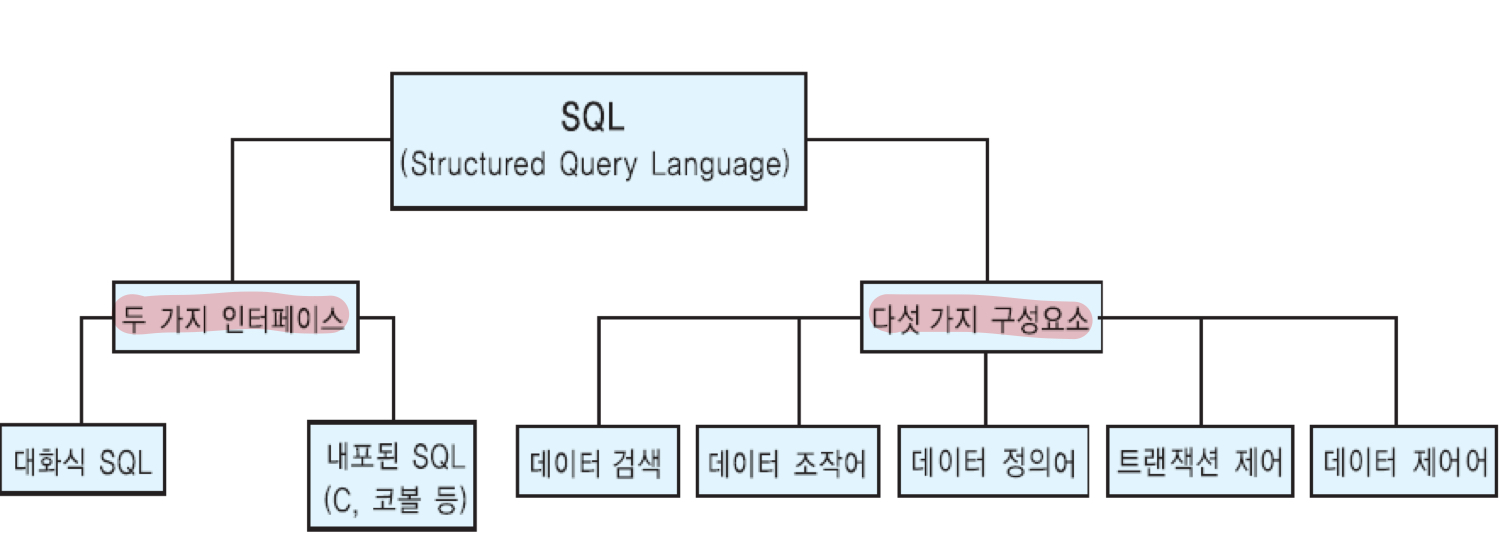 SQL
(Structured Query Language)
두 가지 인터페이스
다섯 가지 구성요소
대화식 SQL
내포된 SQL
(C, 코볼 등)
데이터 검색
데이터 조작어
데이터 정의어
트랜잭션 제어
데이터 제어어